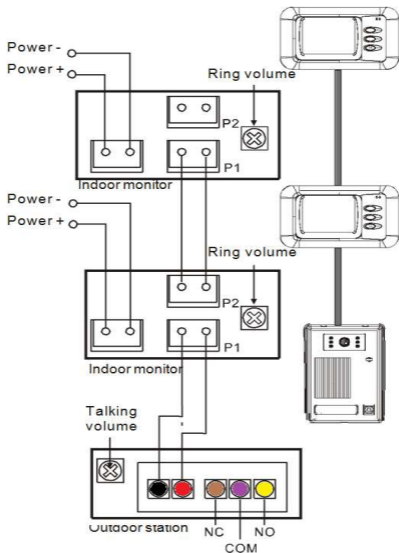 Power -
Power +
Ring volume
P2
P1
Indoor monitor
Power -
Power +
Ring volume
P2
P1
Indoor monitor
Talking
volume
Outdoor station
NC
NO
COM